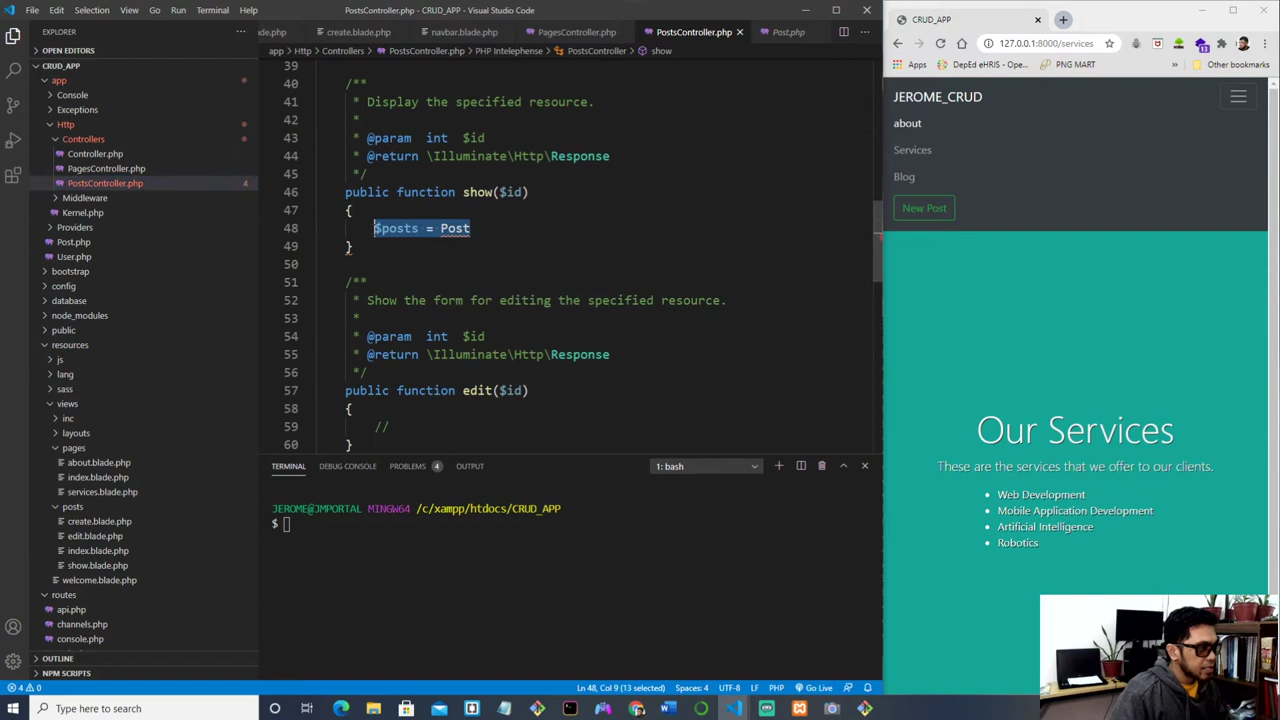 File Edit Selection View Go Run Terminal Help
PostsController.php - CRUD_APP - Visual Studio Code
EXPLORER
OPEN EDITORS
CRUD_APP
app
Console
Exceptions
Http
Controllers
Controller.php
PagesController.php
PostsController.php 4
Middleware
Kernel.php
Providers
Post.php
User.php
bootstrap
config
database
node_modules
public
resources
js
lang
sass
views
inc
layouts
pages
about.blade.php
index.blade.php
services.blade.php
posts
create.blade.php
edit.blade.php
index.blade.php
show.blade.php
welcome.blade.php
routes
api.php
channels.php
console.php
OUTLINE
NPM SCRIPTS
de.php create.blade.php navbar.blade.php PagesController.php PostsController.php Post.php
app > Http > Controllers > PostsController.php > PHP Intelephense > PostsController > show
39
40 /**
41 * Display the specified resource.
42 *
43 * @param int $id
44 * @return \Illuminate\Http\Response
45 */
46 public function show($id)
47 {
48 $posts = Post
49 }
50
51 /**
52 * Show the form for editing the specified resource.
53 *
54 * @param int $id
55 * @return \Illuminate\Http\Response
56 */
57 public function edit($id)
58 {
59 //
60 }
TERMINAL DEBUG CONSOLE PROBLEMS 4 OUTPUT 1: bash
JEROME@JMPORTAL MINGW64 /c/xampp/htdocs/CRUD_APP
$
4 0 Ln 48, Col 9 (13 selected) Spaces: 4 UTF-8 LF PHP Go Live
CRUD_APP
127.0.0.1:8000/services
13
Apps DepEd eHRIS - Ope... PNG MART » Other bookmarks
JEROME_CRUD
about
Services
Blog
New Post
Our Services
These are the services that we offer to our clients.
Web Development
Mobile Application Development
Artificial Intelligence
Robotics
Type here to search